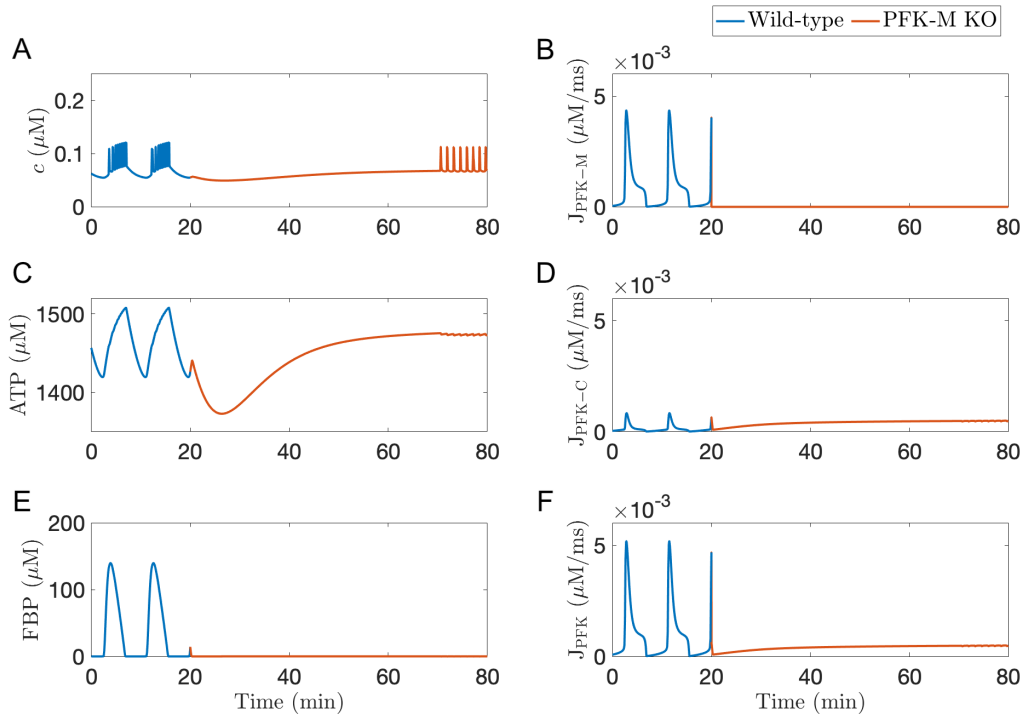 Wild-type PFK-M KO
A
c (μM)
0.2
0.1
0
0 20 40 60 80
B
×10⁻³
J_PFK−M (μM/ms)
5
0
0 20 40 60 80
C
ATP (μM)
1500
1400
0 20 40 60 80
D
×10⁻³
J_PFK−C (μM/ms)
5
0
0 20 40 60 80
E
FBP (μM)
200
100
0
0 20 40 60 80
Time (min)
F
×10⁻³
J_PFK (μM/ms)
5
0
0 20 40 60 80
Time (min)